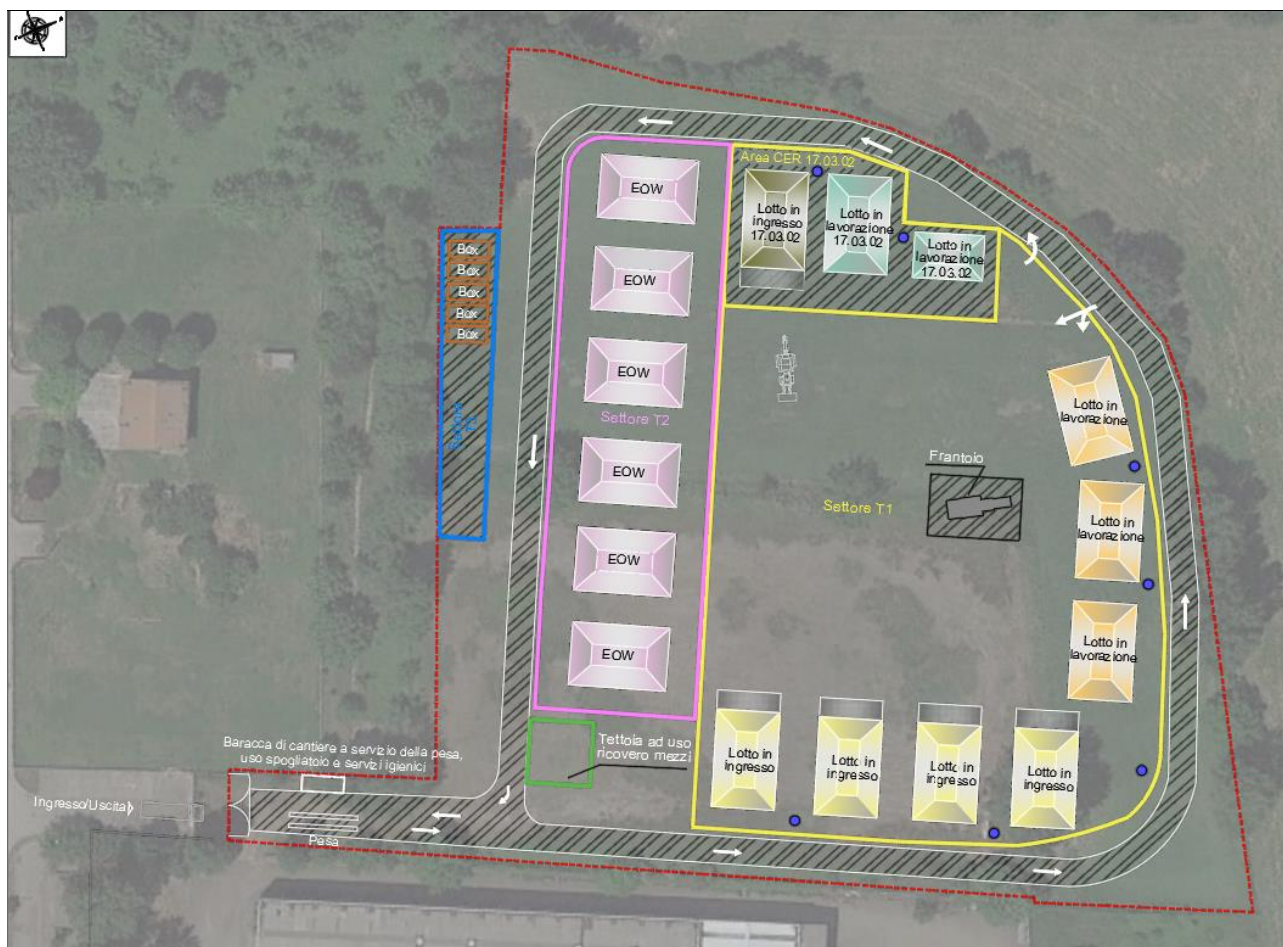 Area CER 17.03.02
EOW
Lotto in
ingresso
17.03.02
Lotto in
lavorazione
17.03.02
Lotto in
lavorazione
17.03.02
Box
Box
Box
Box
Box
EOW
EOW
Settore T2
EOW
EOW
EOW
Settore
Frantoio
Settore T1
Lotto in
lavorazione
Lotto in
lavorazione
Lotto in
lavorazione
Lotto in
ingresso
Lotto in
ingresso
Lotto in
ingresso
Lotto in
ingresso
Tettoia ad uso
ricovero mezzi
Baracca di cantiere a servizio della pesa,
uso spogliatoio e servizi igienici
Ingresso/Uscita
Pesa